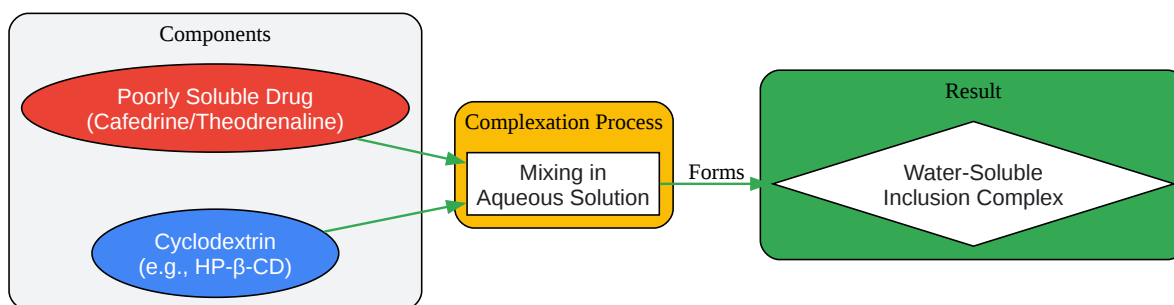 Components
Poorly Soluble Drug
(Cafedrine/Theodrenaline)
Cyclodextrin
(e.g., HP-β-CD)
Complexation Process
Mixing in
Aqueous Solution
Forms
Result
Water-Soluble
Inclusion Complex